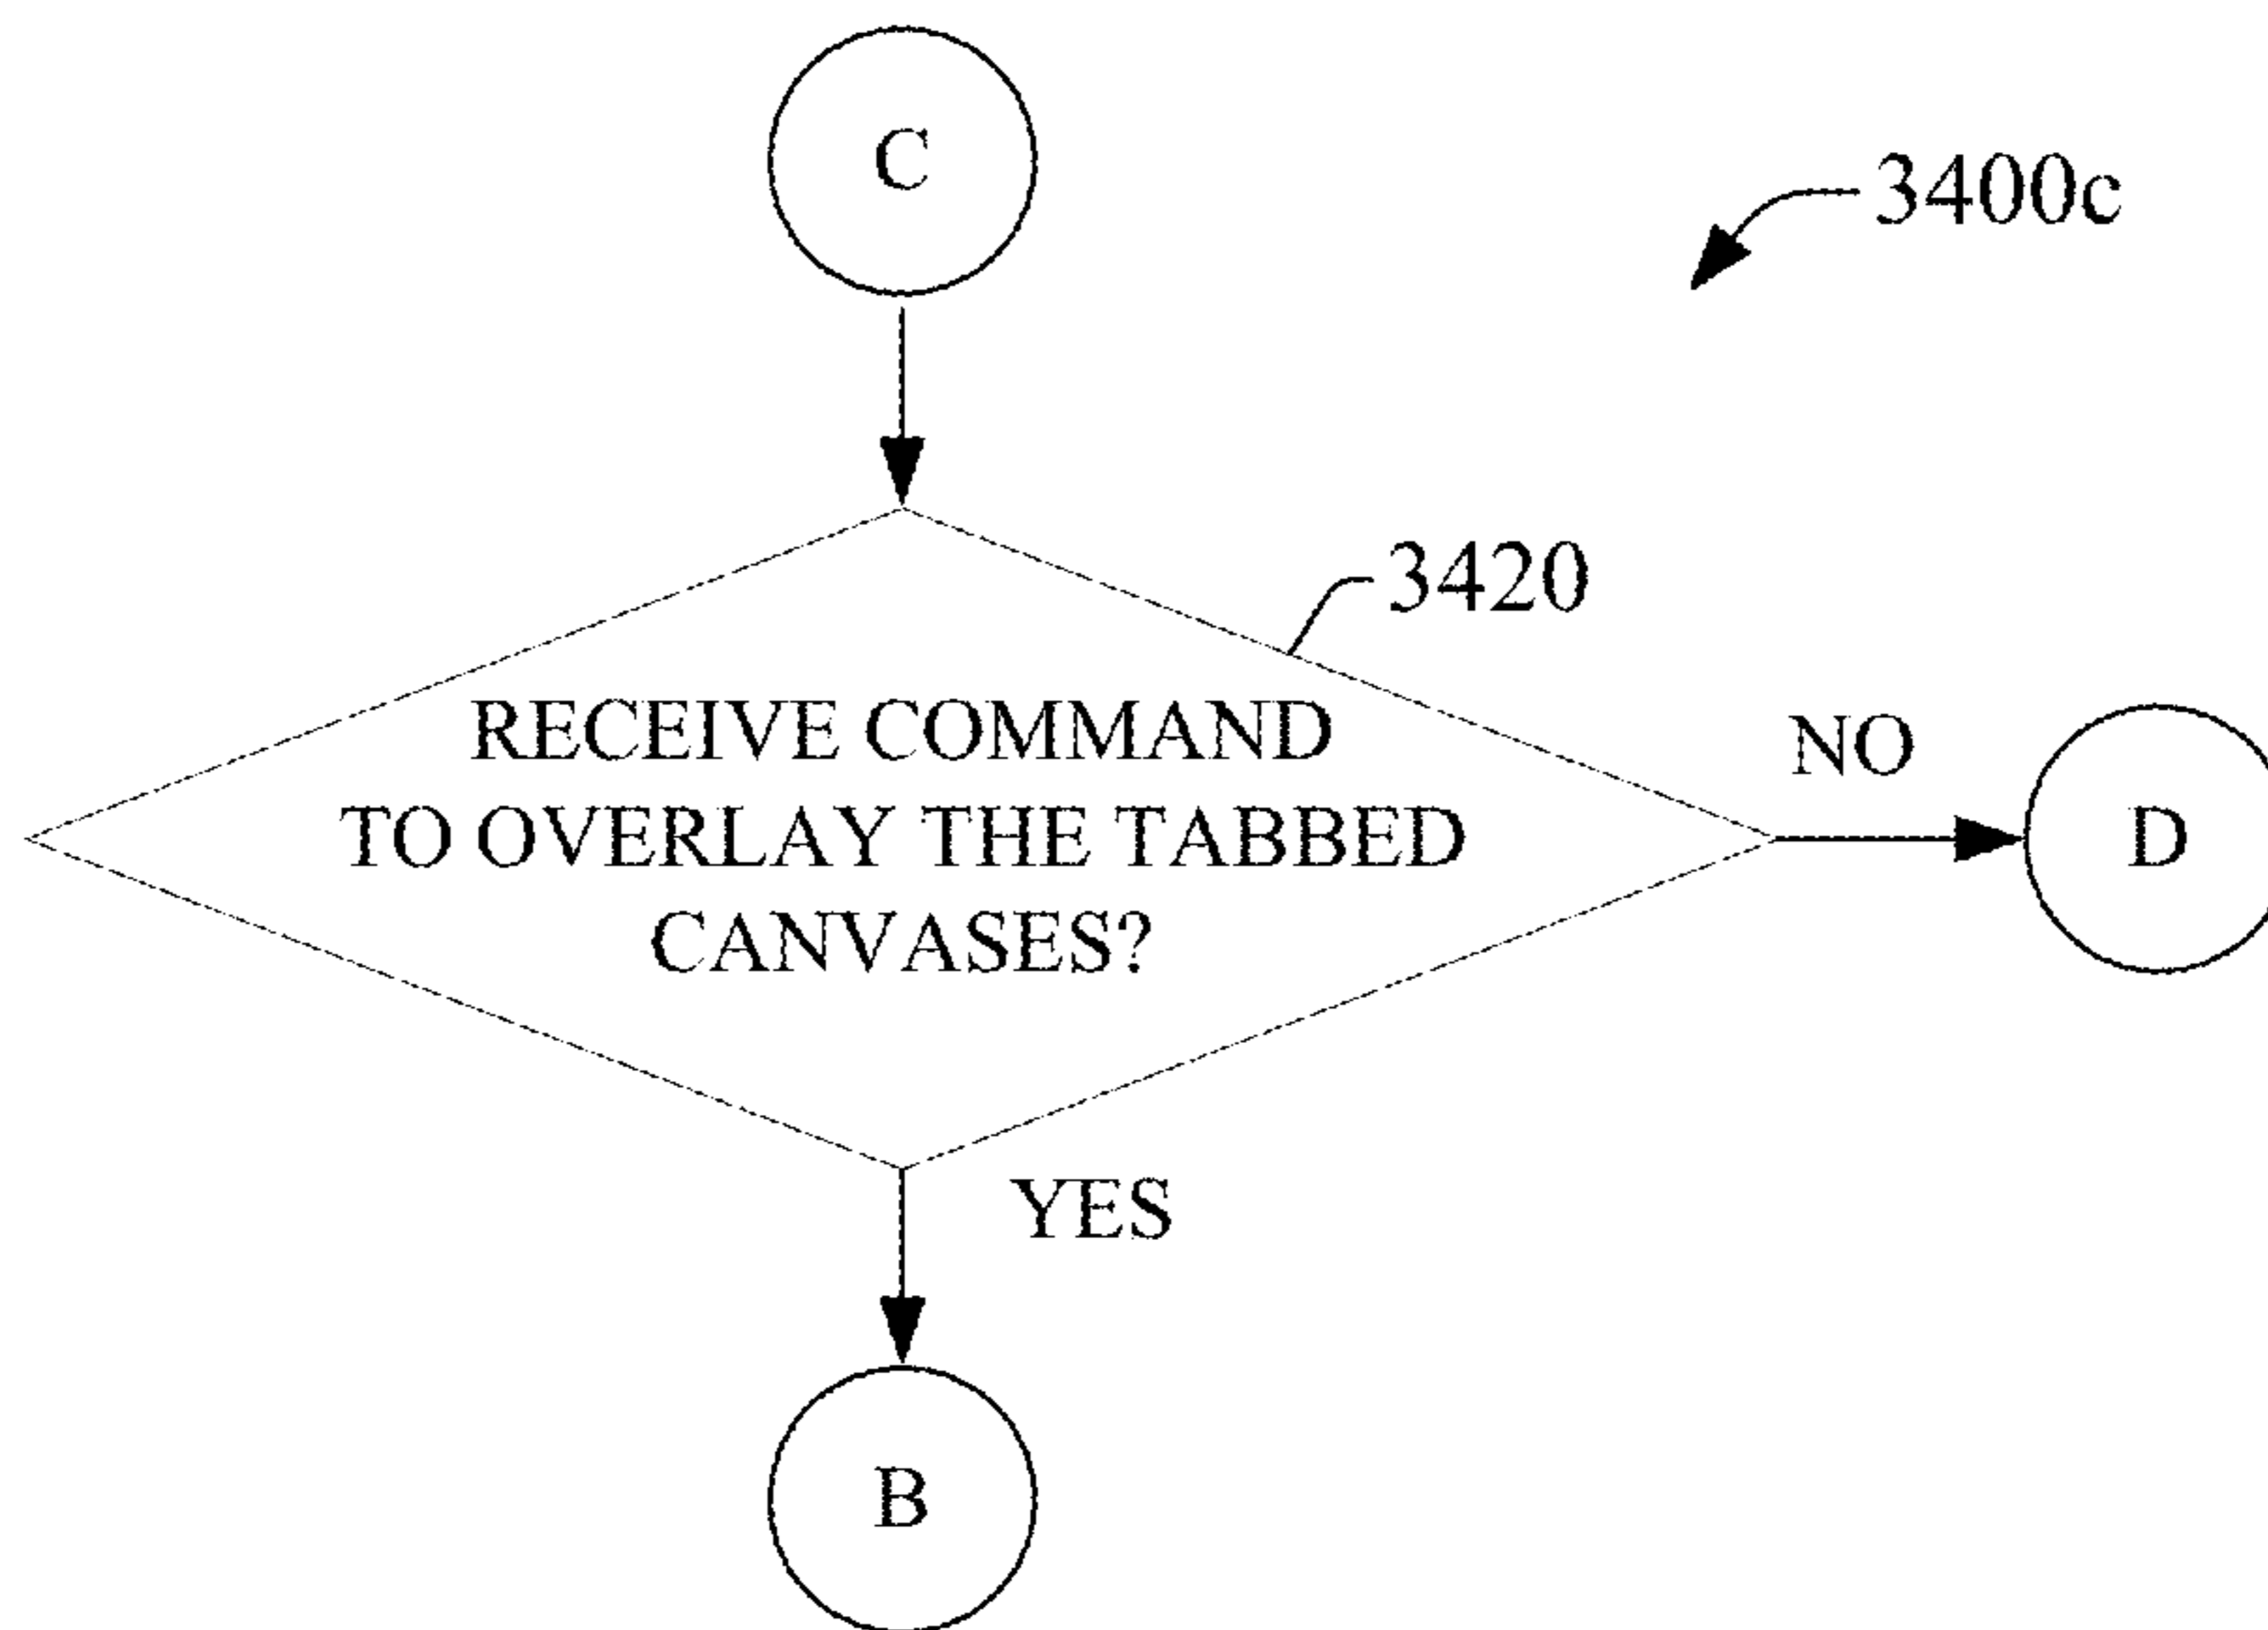 C
3400c
3420
RECEIVE COMMAND
TO OVERLAY THE TABBED
CANVASES?
NO
D
YES
B